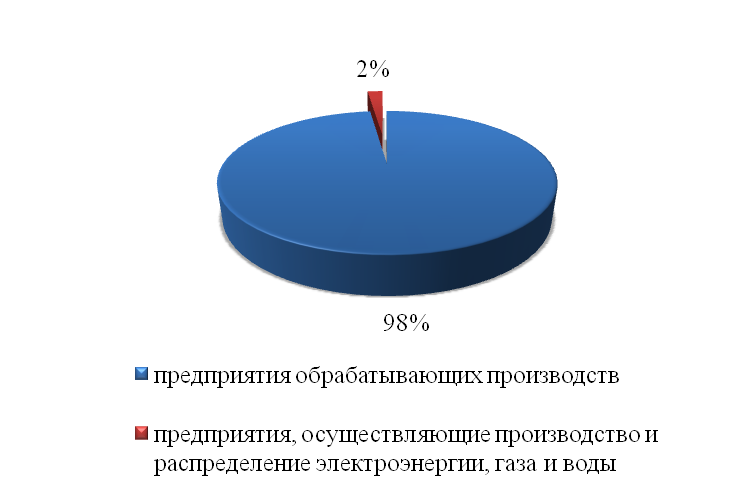 2%
98%
предприятия обрабатывающих производств
предприятия, осуществляющие производство и
распределение электроэнергии, газа и воды